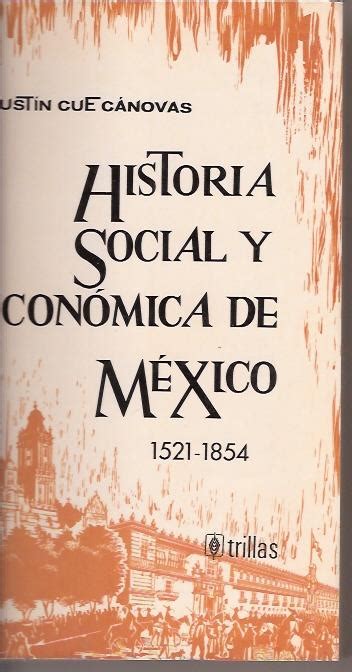 USTÍN CUE CÁNOVAS
HISTORIA
SOCIAL Y
CONÓMICA DE
MÉXICO
1521-1854
trillas